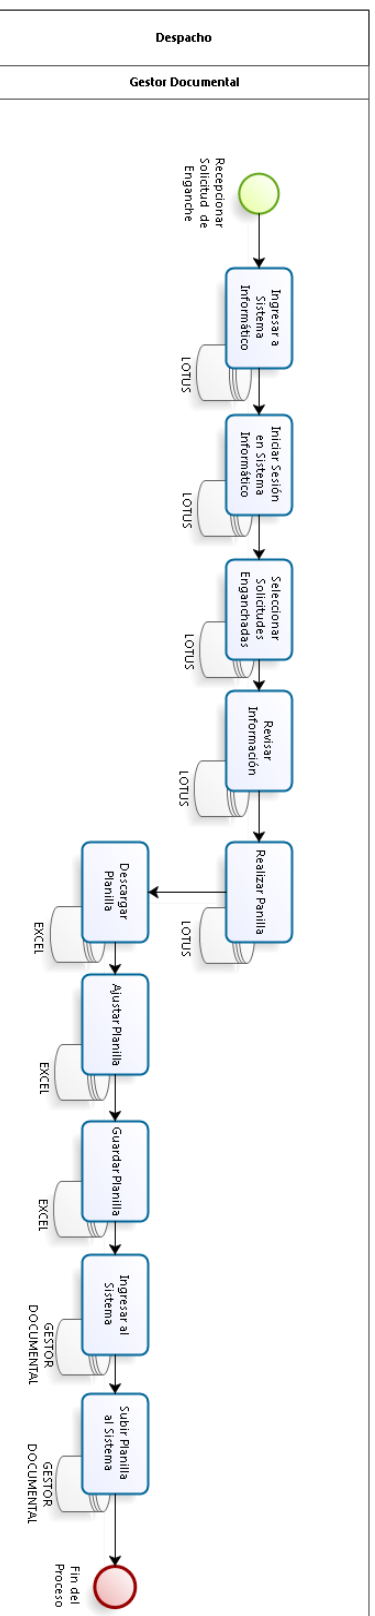 Despacho
Gestor Documental
Recepcionar
Solicitud de
Enganche
Ingresar a
Sistema
Informático
LOTUS
Iniciar Sesión
en Sistema
Informático
LOTUS
Seleccionar
Solicitudes
Enganchadas
LOTUS
Revisar
Información
LOTUS
Realizar Panilla
LOTUS
Descargar
Planilla
EXCEL
Ajustar Planilla
EXCEL
Guardar Planilla
EXCEL
Ingresar al
Sistema
GESTOR
DOCUMENTAL
Subir Planilla
al Sistema
GESTOR
DOCUMENTAL
Fin del
Proceso